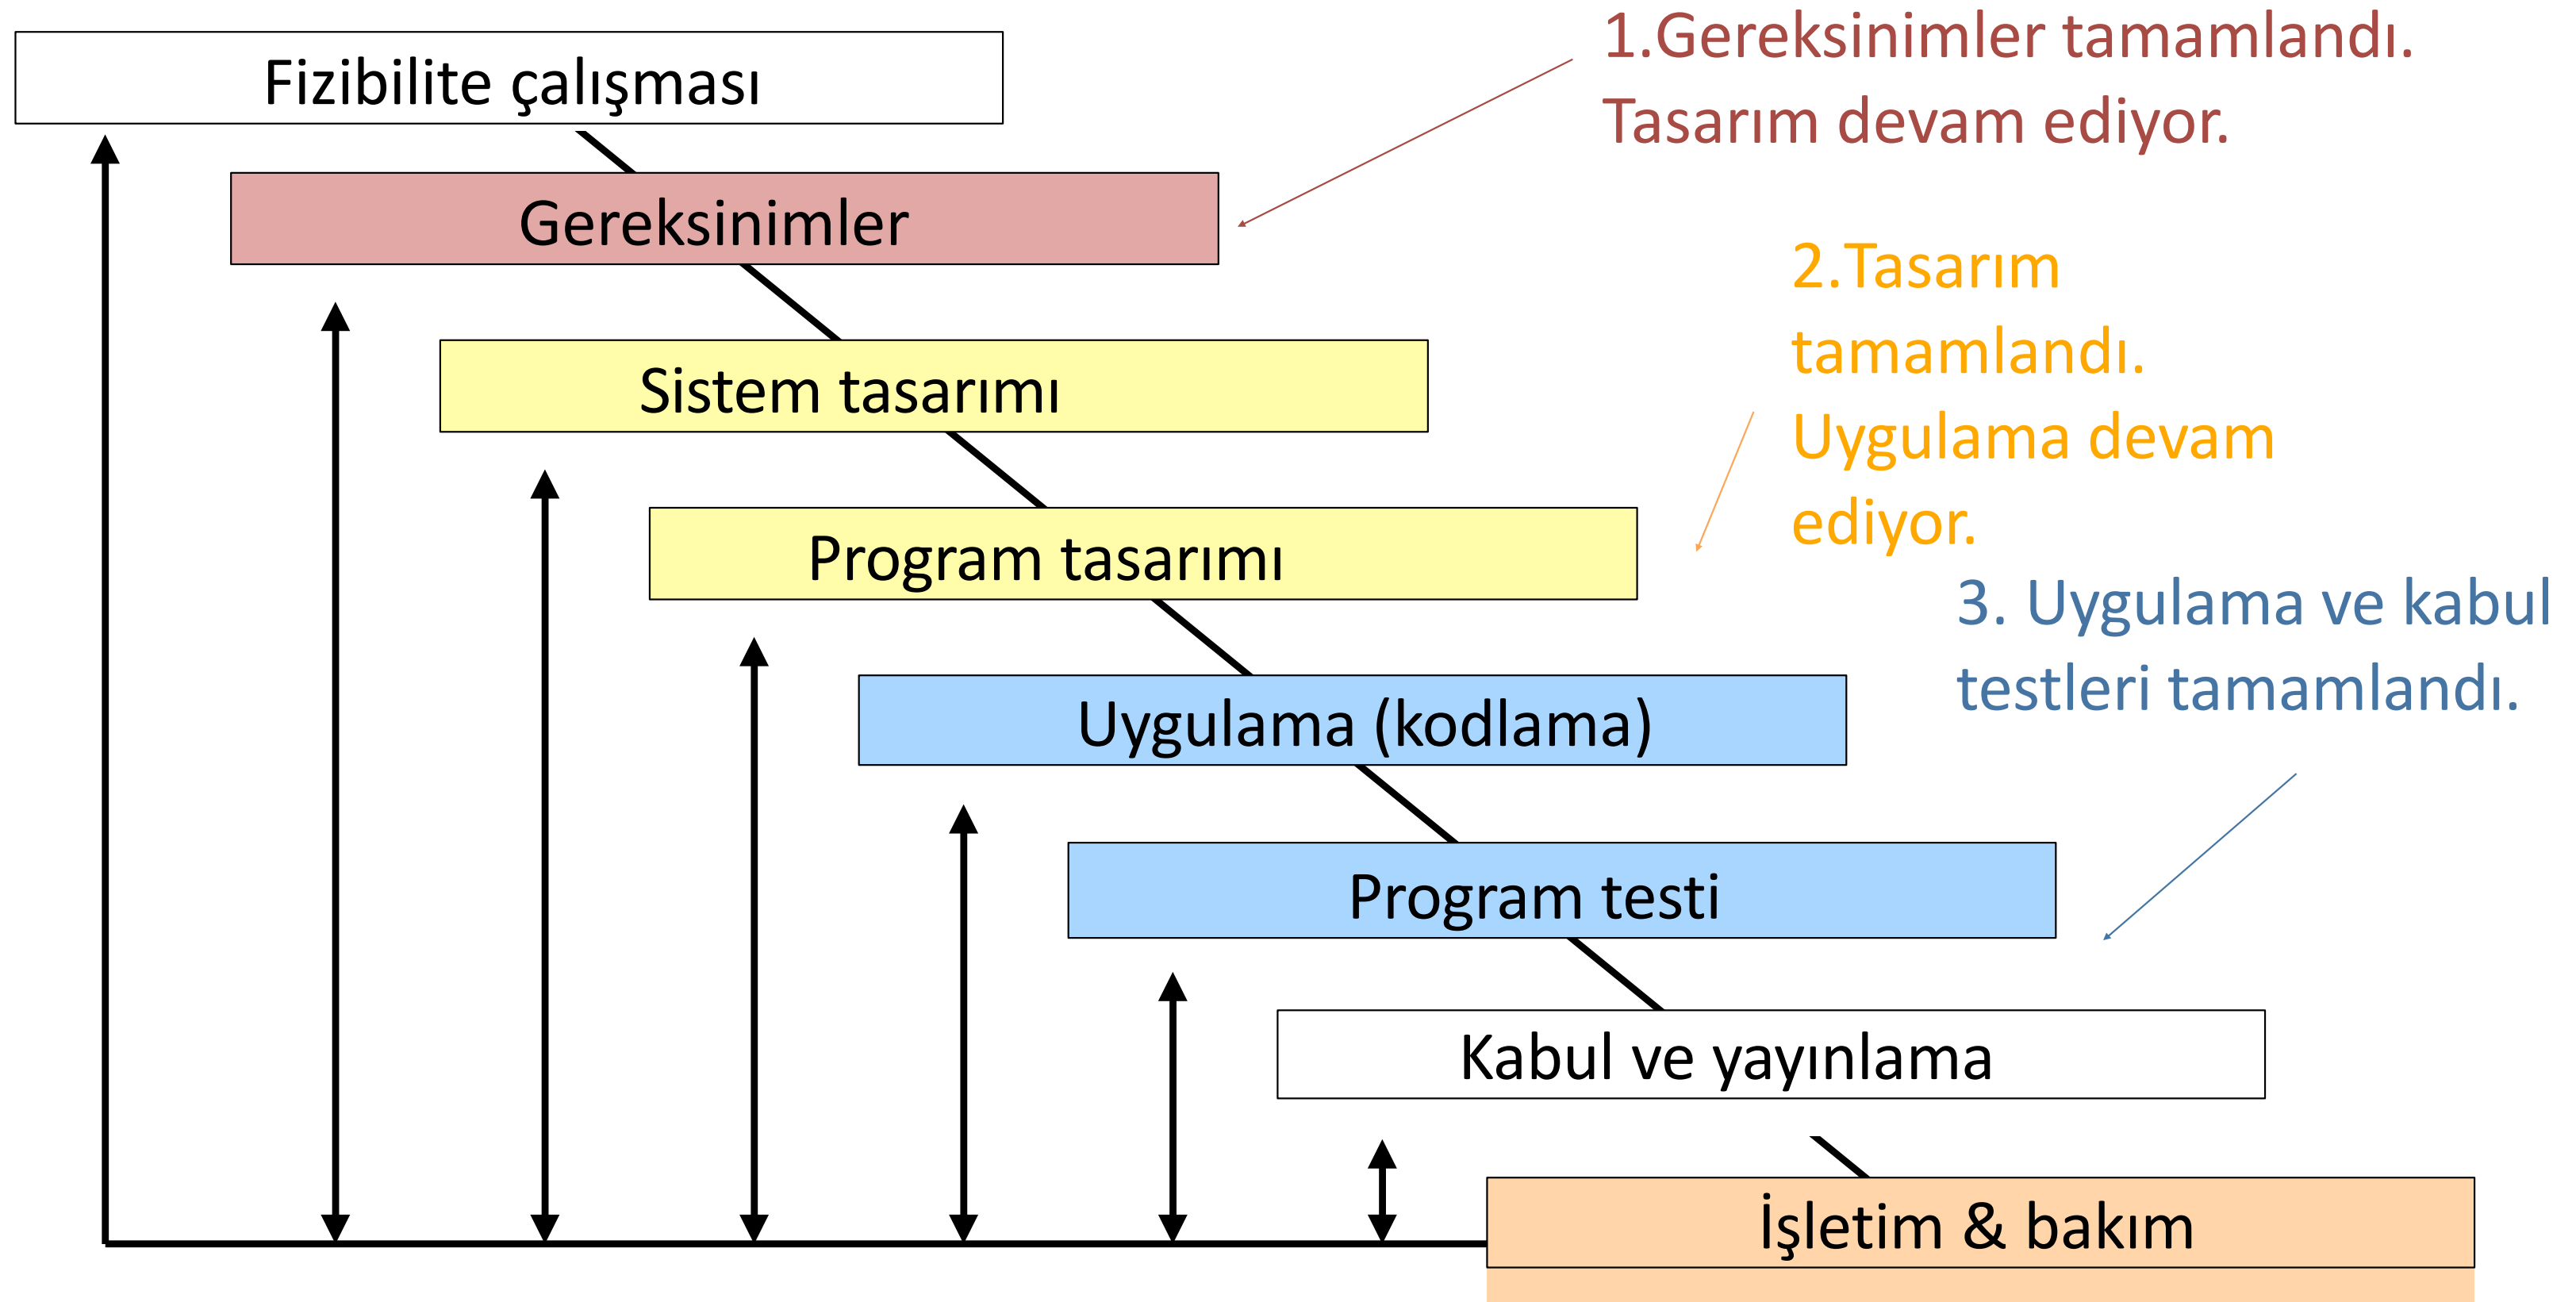 Fizibilite çalışması
1.Gereksinimler tamamlandı.
Tasarım devam ediyor.
Gereksinimler
2.Tasarım
tamamlandı.
Uygulama devam
ediyor.
Sistem tasarımı
Program tasarımı
3. Uygulama ve kabul
testleri tamamlandı.
Uygulama (kodlama)
Program testi
Kabul ve yayınlama
İşletim & bakım